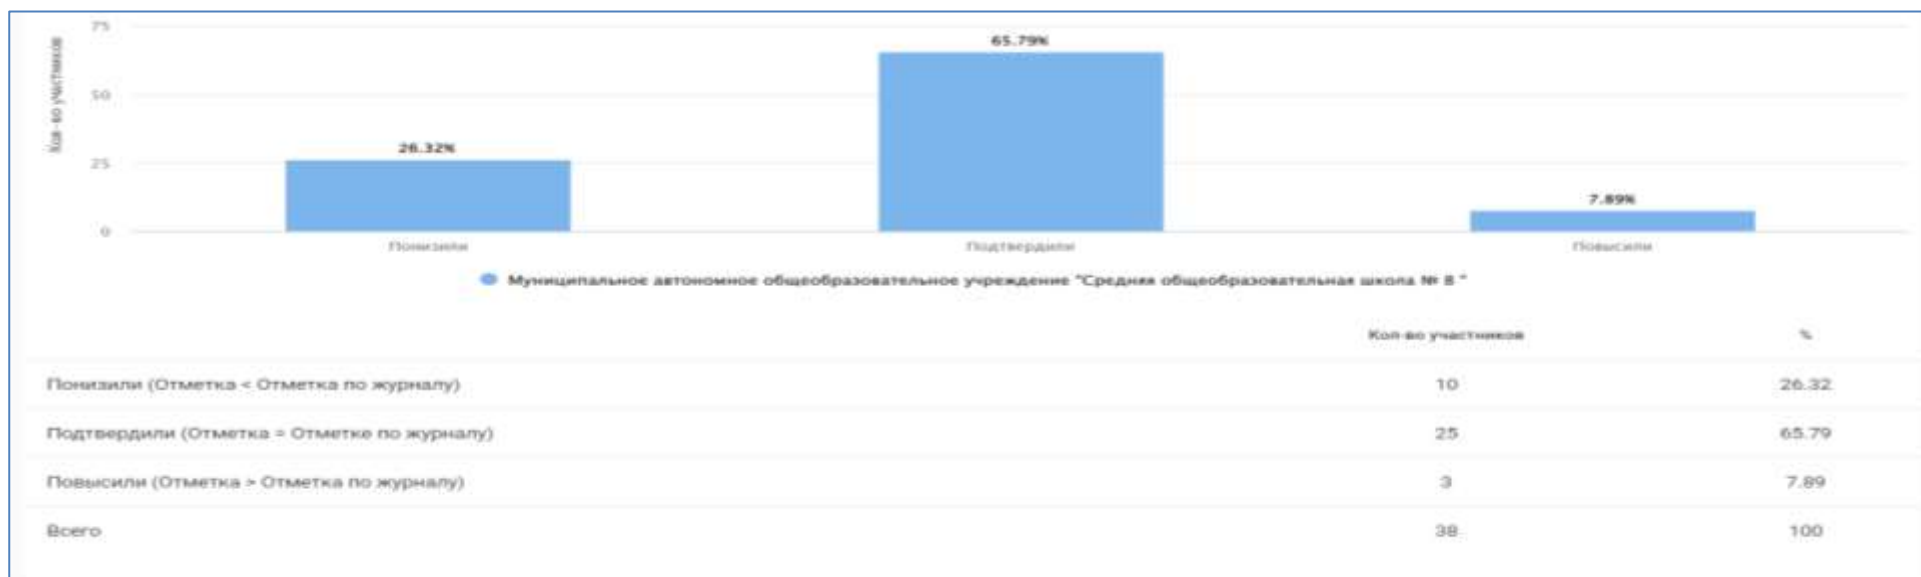 75
Кол-во участников
65.79%
50
26.32%
25
7.89%
0
Понизили Подтвердили Повысили
Муниципальное автономное общеобразовательное учреждение "Средняя общеобразовательная школа № 8 "
Кол-во участников %
Понизили (Отметка < Отметка по журналу) 10 26.32
Подтвердили (Отметка = Отметке по журналу) 25 65.79
Повысили (Отметка > Отметка по журналу) 3 7.89
Всего 38 100